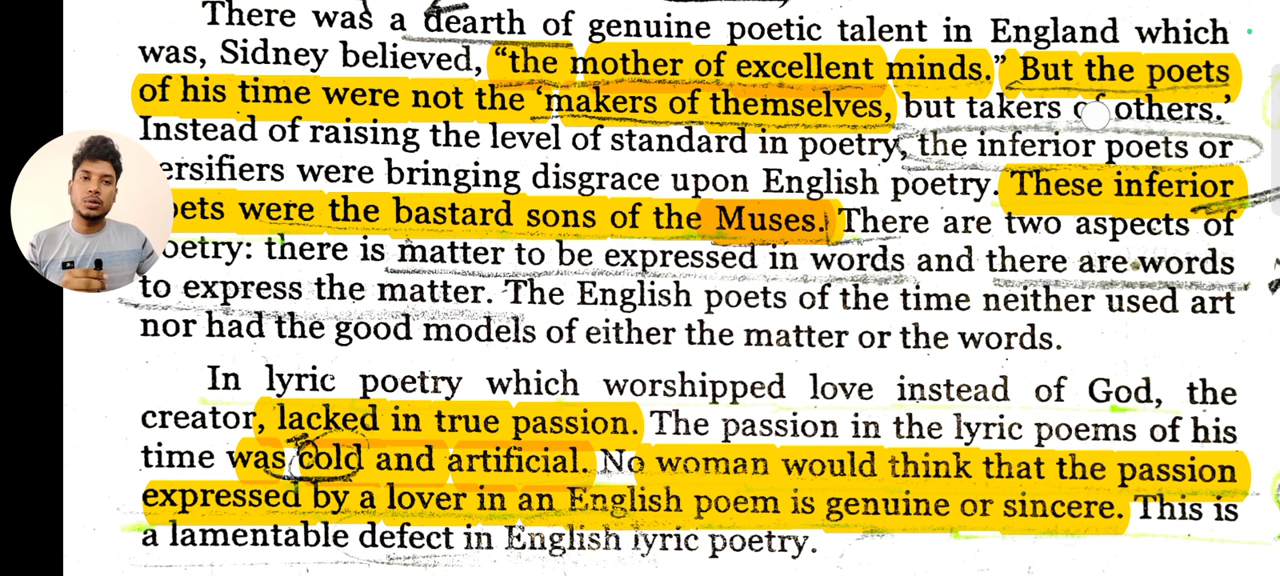 There was a dearth of genuine poetic talent in England which
was, Sidney believed, “the mother of excellent minds.” But the poets
of his time were not the ‘makers of themselves, but takers of others.’
Instead of raising the level of standard in poetry, the inferior poets or
ersifiers were bringing disgrace upon English poetry. These inferior
oets were the bastard sons of the Muses. There are two aspects of
oetry: there is matter to be expressed in words and there are words
to express the matter. The English poets of the time neither used art
nor had the good models of either the matter or the words.
In lyric poetry which worshipped love instead of God, the
creator, lacked in true passion. The passion in the lyric poems of his
time was cold and artificial. No woman would think that the passion
expressed by a lover in an English poem is genuine or sincere. This is
a lamentable defect in English lyric poetry.